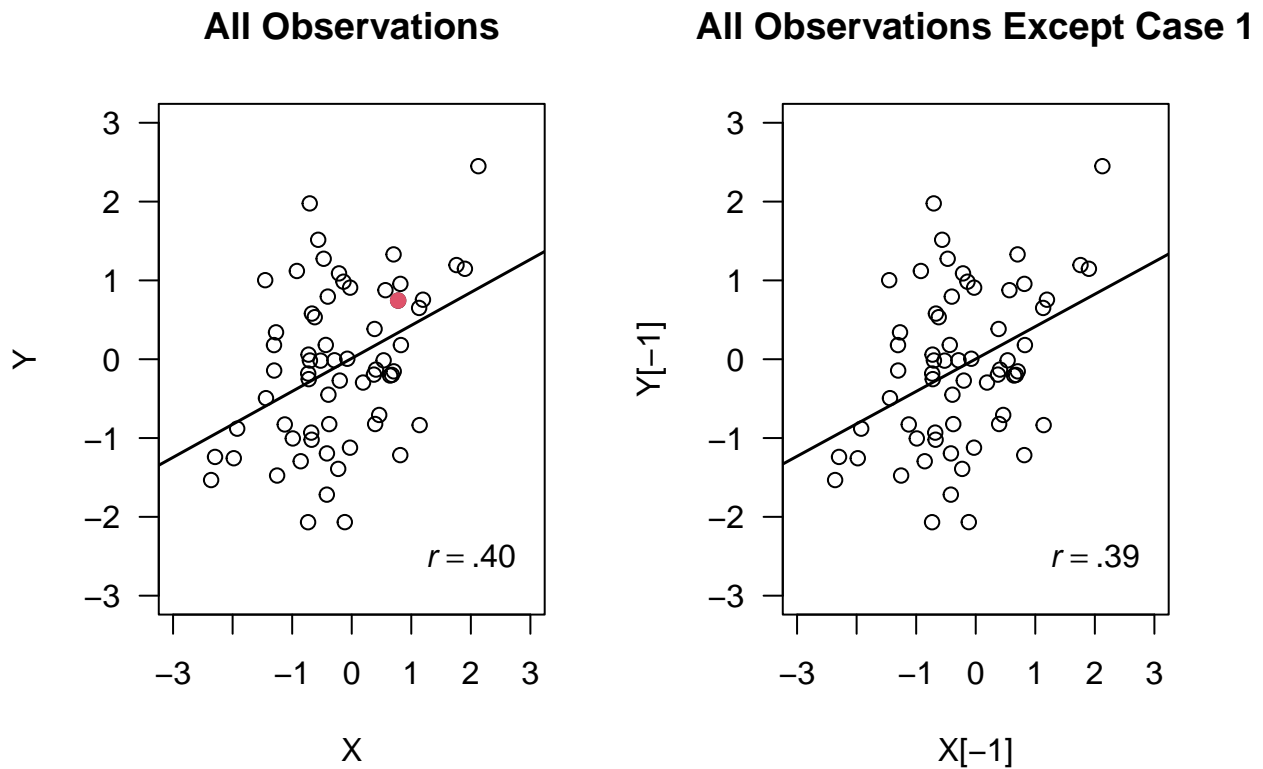 All Observations
3
2
1
0
−1
−2
−3
Y
r = .40
−3 −1 0 1 2 3
X
All Observations Except Case 1
3
2
1
0
−1
−2
−3
Y[−1]
r = .39
−3 −1 0 1 2 3
X[−1]